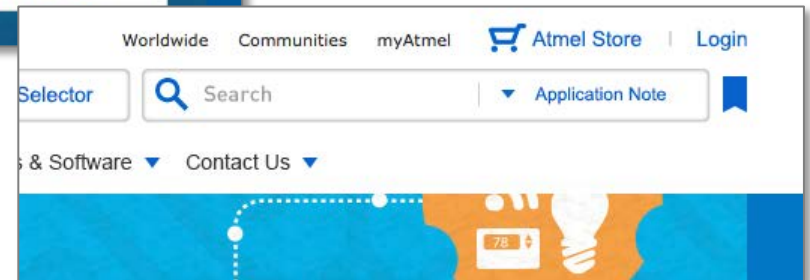 Worldwide Communities myAtmel Atmel Store | Login
Selector Search Application Note
s & Software Contact Us
78